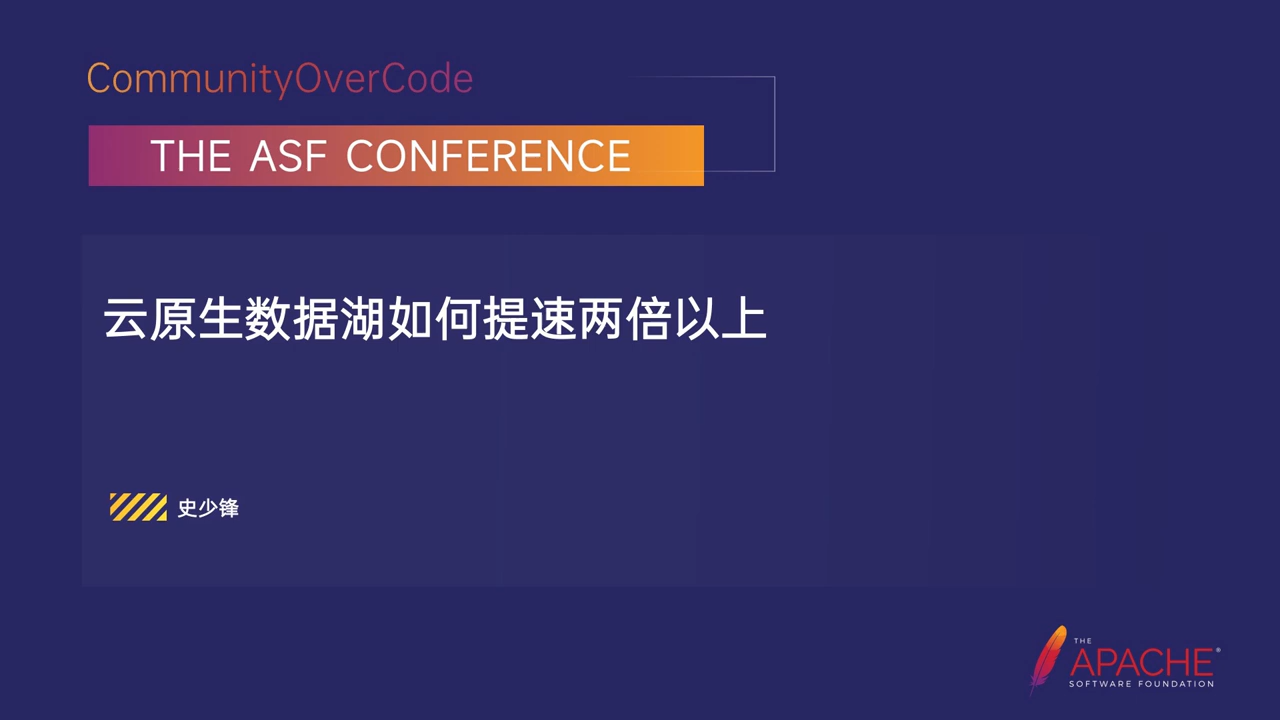 CommunityOverCode
THE ASF CONFERENCE
云原生数据湖如何提速两倍以上
史少锋
THE
APACHE®
SOFTWARE FOUNDATION